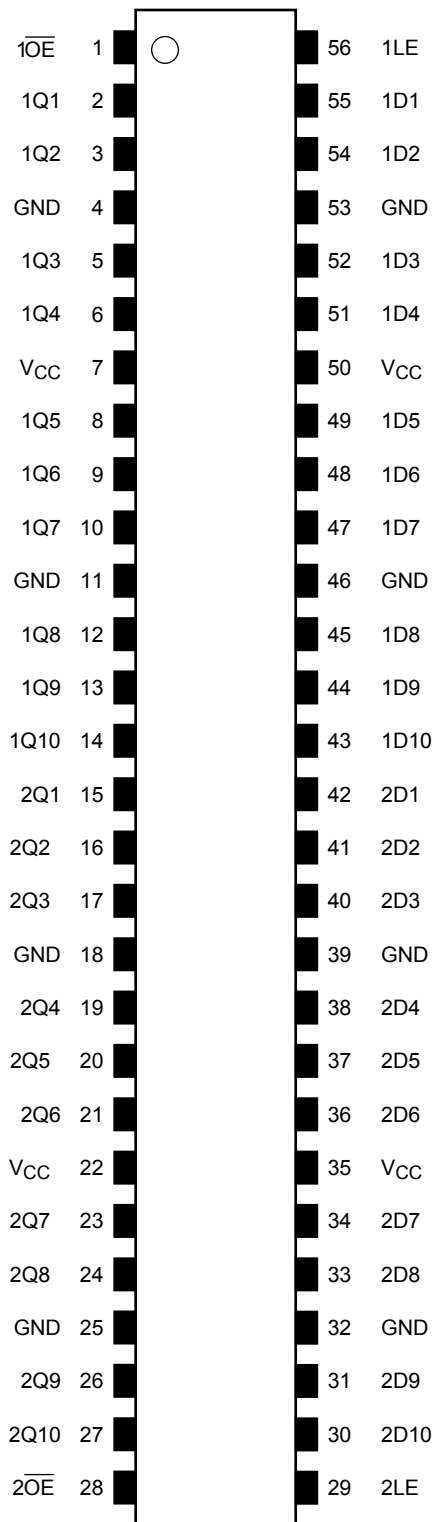 1O̅E̅ 1 56 1LE
1Q1 2 55 1D1
1Q2 3 54 1D2
GND 4 53 GND
1Q3 5 52 1D3
1Q4 6 51 1D4
VCC 7 50 VCC
1Q5 8 49 1D5
1Q6 9 48 1D6
1Q7 10 47 1D7
GND 11 46 GND
1Q8 12 45 1D8
1Q9 13 44 1D9
1Q10 14 43 1D10
2Q1 15 42 2D1
2Q2 16 41 2D2
2Q3 17 40 2D3
GND 18 39 GND
2Q4 19 38 2D4
2Q5 20 37 2D5
2Q6 21 36 2D6
VCC 22 35 VCC
2Q7 23 34 2D7
2Q8 24 33 2D8
GND 25 32 GND
2Q9 26 31 2D9
2Q10 27 30 2D10
2O̅E̅ 28 29 2LE